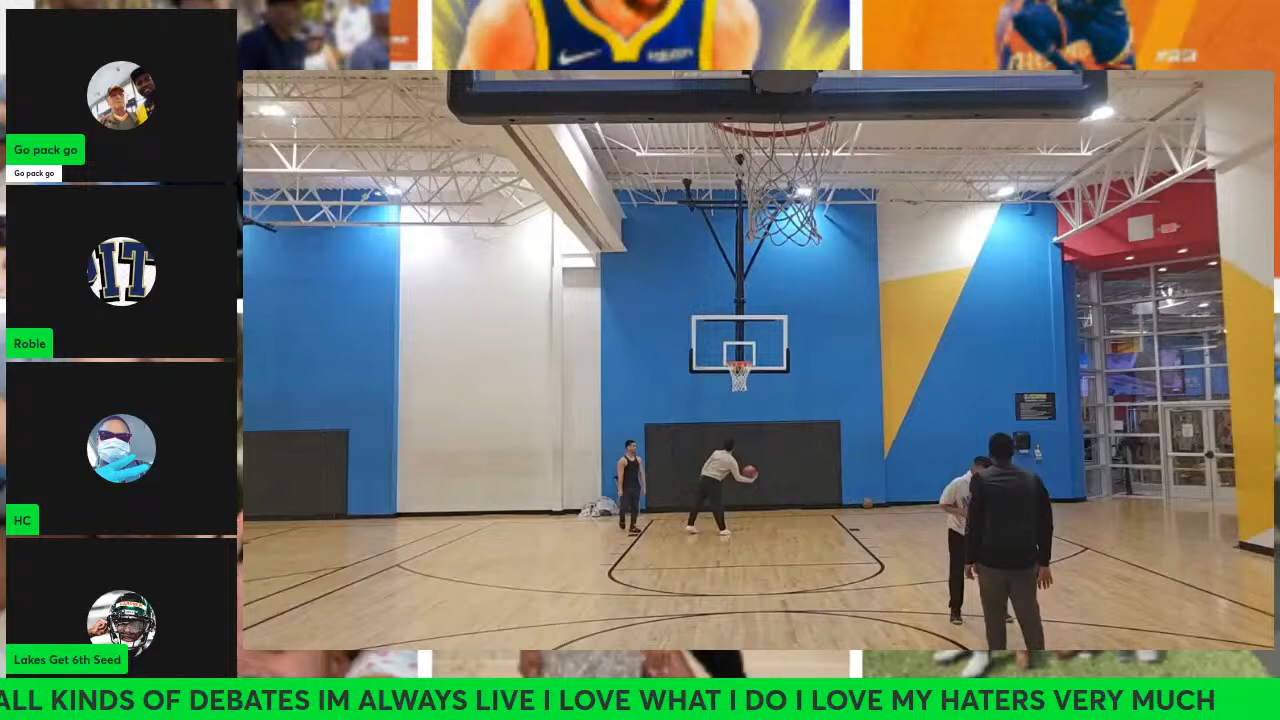 Go pack go
Go pack go
IT
Roble
HC
Lakes Get 6th Seed
ALL KINDS OF DEBATES IM ALWAYS LIVE I LOVE WHAT I DO I LOVE MY HATERS VERY MUCH